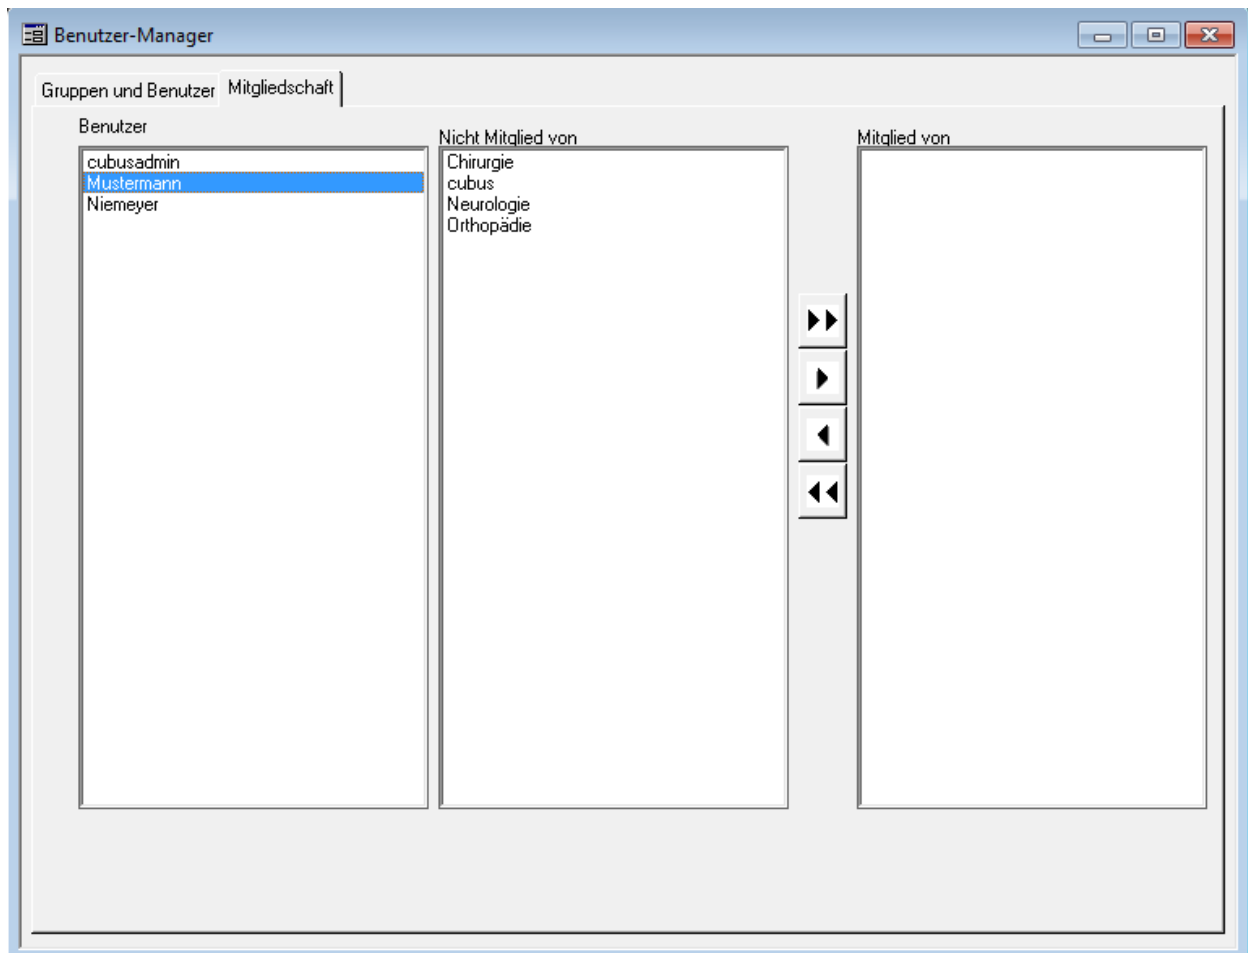 Benutzer-Manager
Gruppen und Benutzer
Mitgliedschaft
Benutzer
cubusadmin
Mustermann
Niemeyer
Nicht Mitglied von
Chirurgie
cubus
Neurologie
Orthopädie
Mitglied von